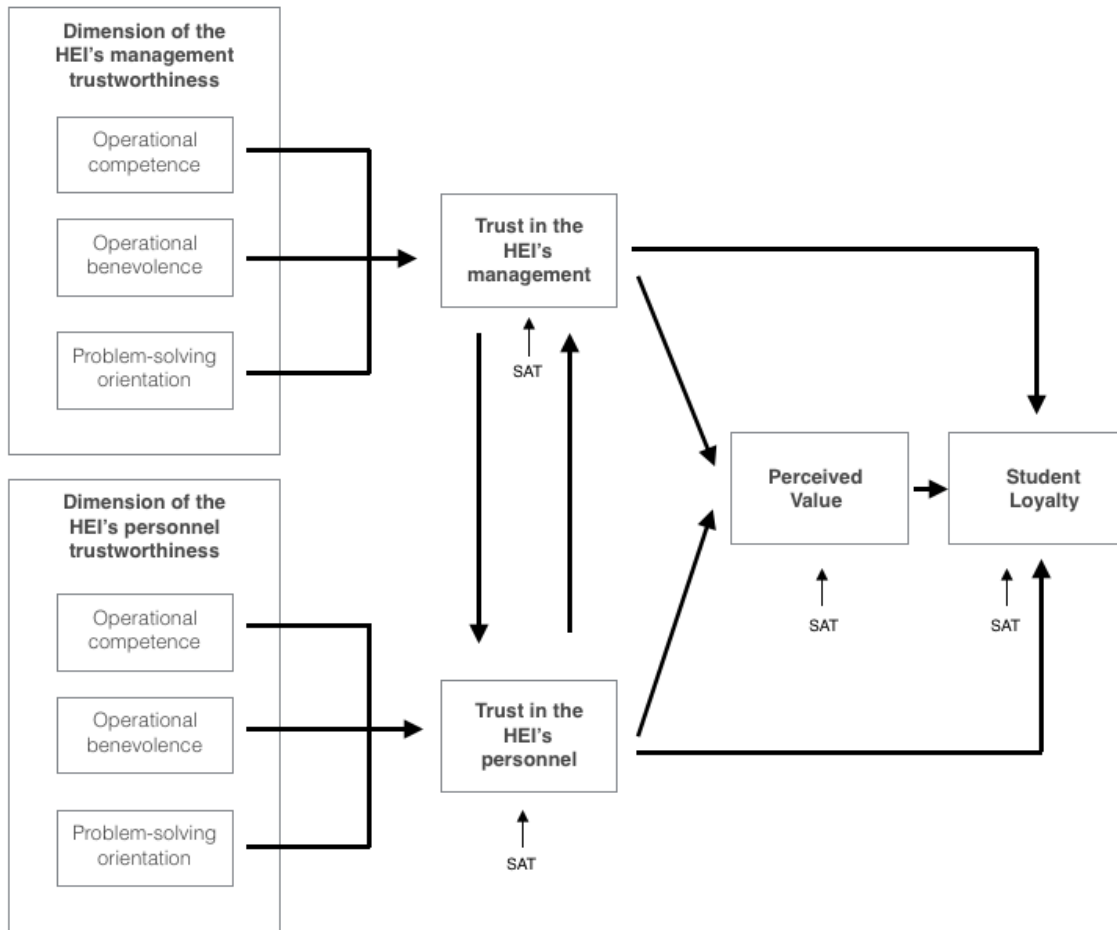 Dimension of the
HEI's management
trustworthiness
Operational
competence
Operational
benevolence
Problem-solving
orientation
Trust in the
HEI's
management
SAT
Perceived
Value
SAT
Student
Loyalty
SAT
Dimension of the
HEI's personnel
trustworthiness
Operational
competence
Operational
benevolence
Problem-solving
orientation
Trust in the
HEI's
personnel
SAT